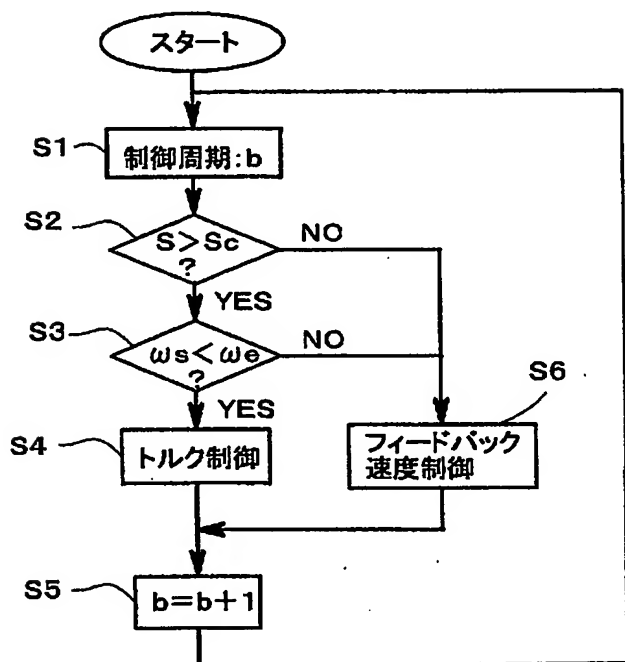 スタート
S1
制御周期:b
S2
S>Sc
?
NO
YES
S3
ωs<ωe
?
NO
YES
S4
トルク制御
S6
フィードバック
速度制御
S5
b=b+1